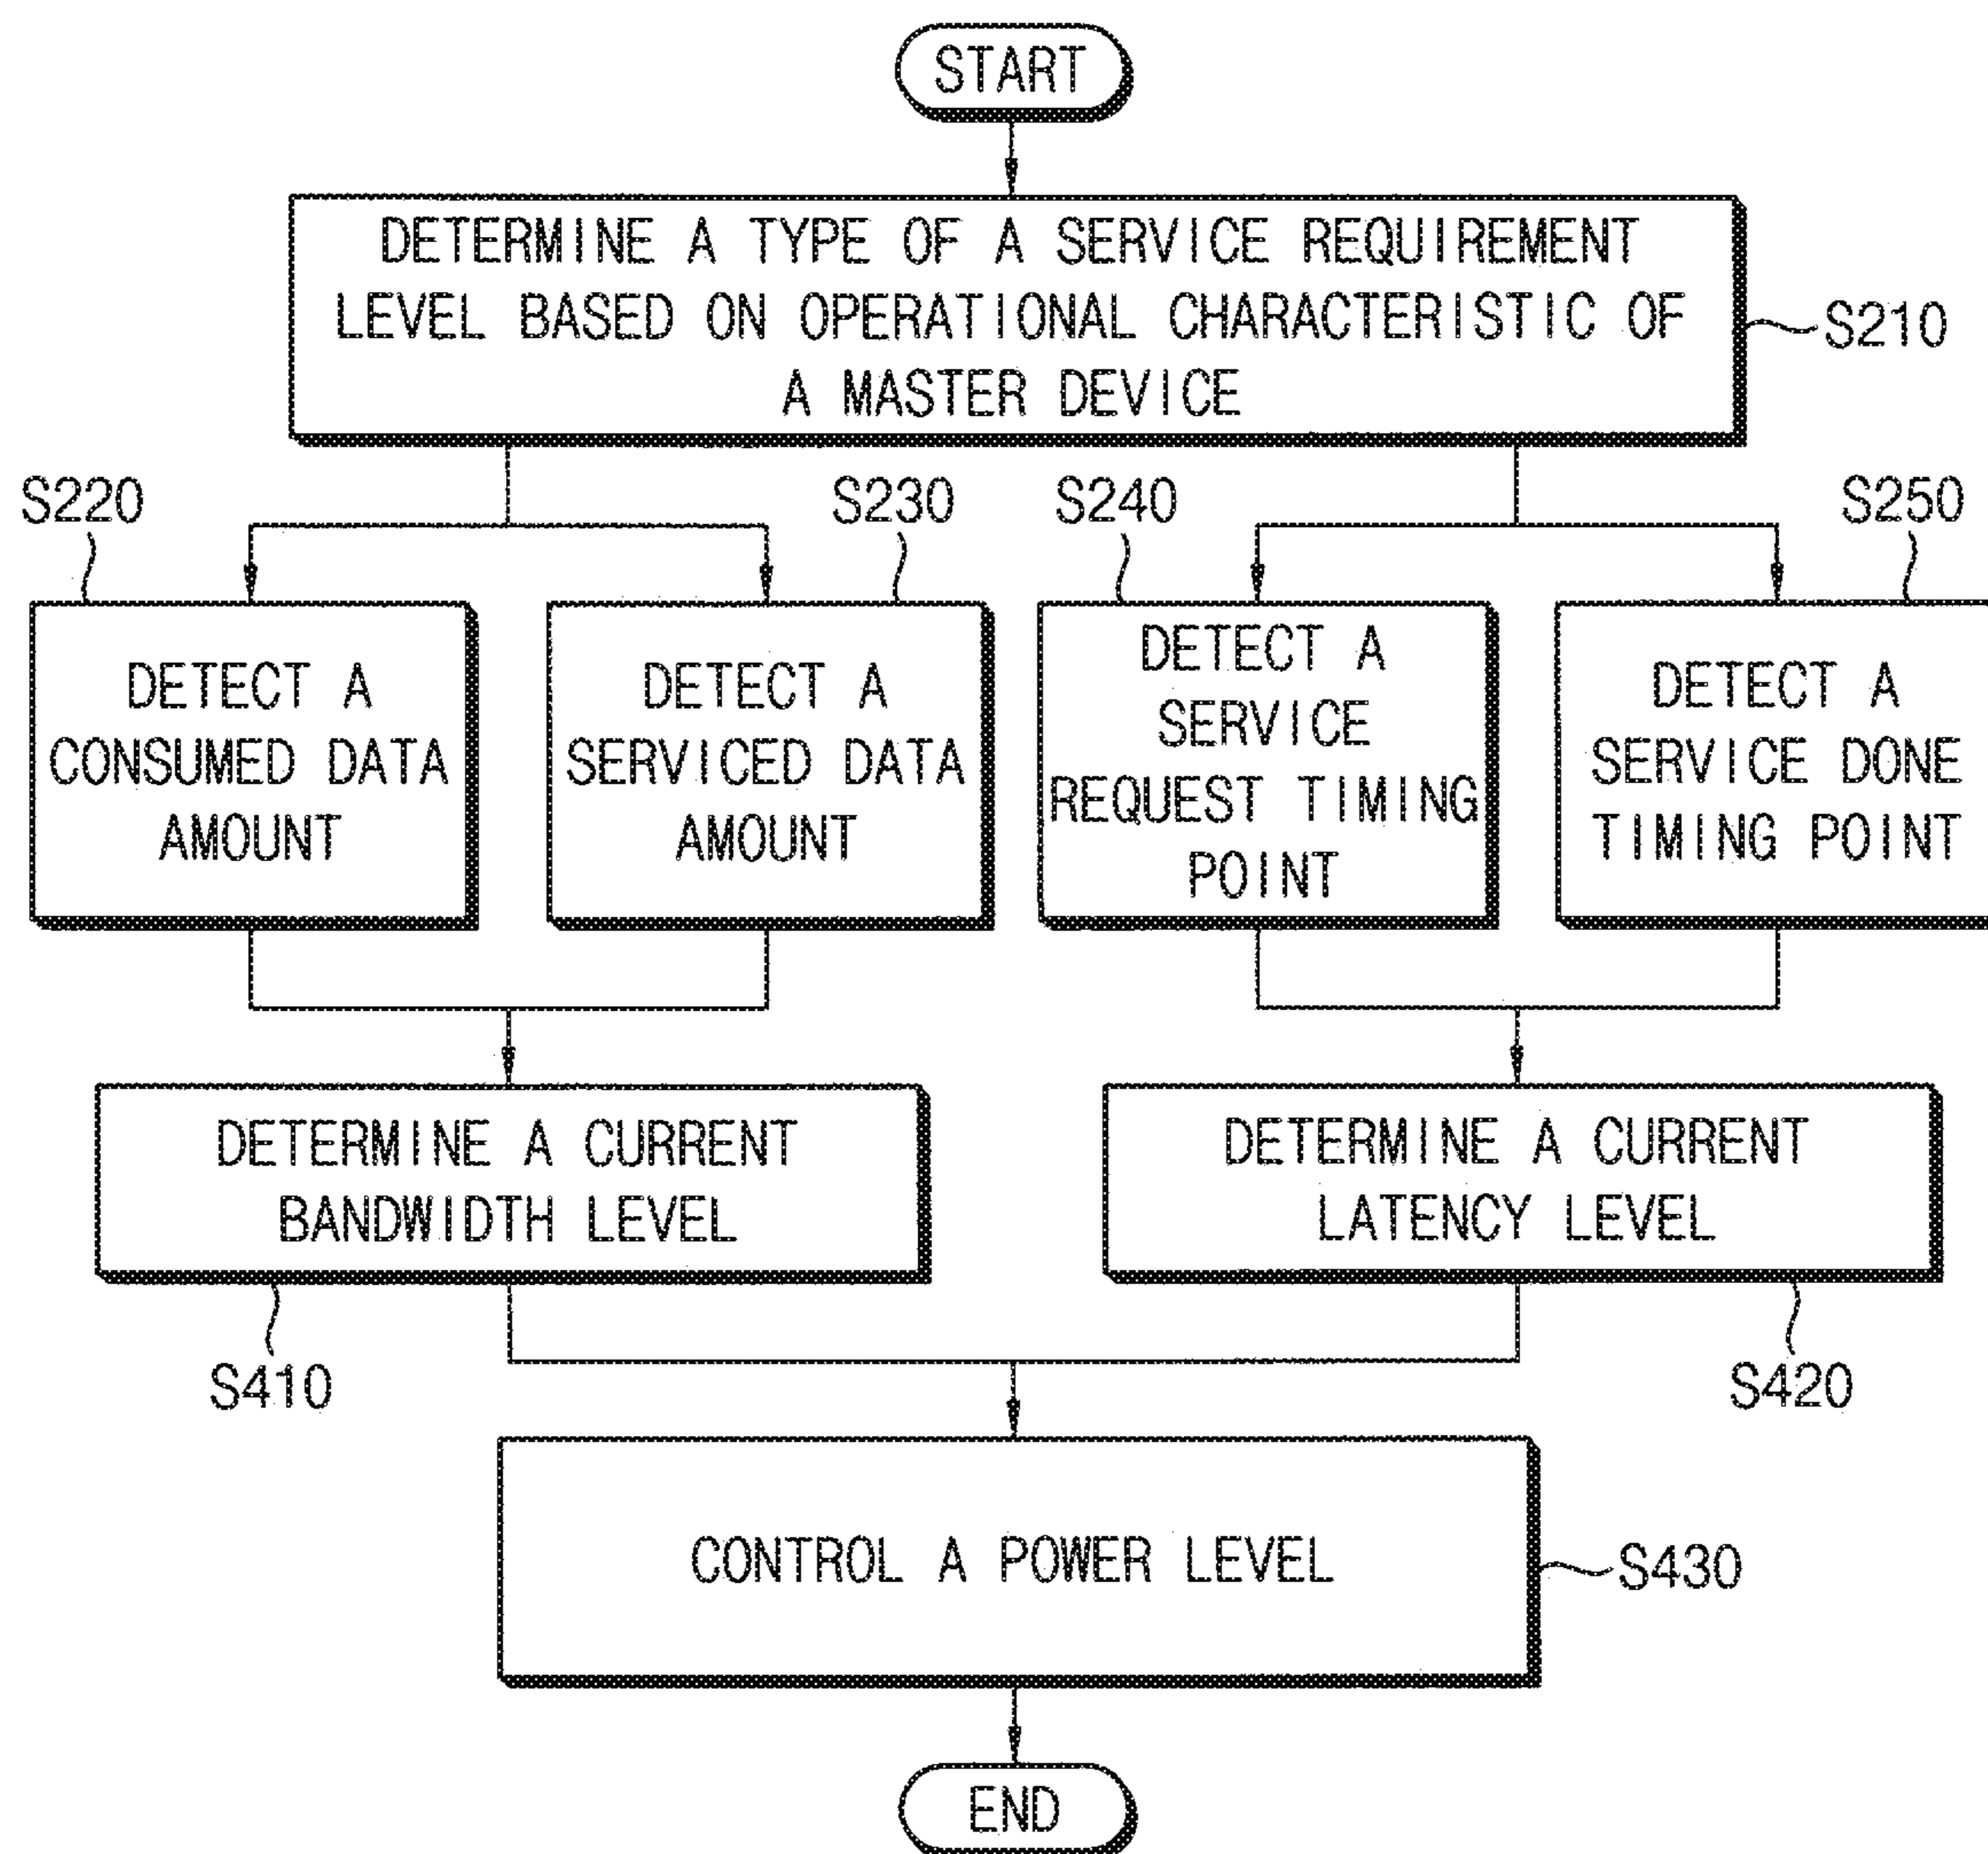 START
DETERMINE A TYPE OF A SERVICE REQUIREMENT
LEVEL BASED ON OPERATIONAL CHARACTERISTIC OF
A MASTER DEVICE
S210
S220
S230
S240
S250
DETECT A
CONSUMED DATA
AMOUNT
DETECT A
SERVICED DATA
AMOUNT
DETECT A
SERVICE
REQUEST TIMING
POINT
DETECT A
SERVICE DONE
TIMING POINT
DETERMINE A CURRENT
BANDWIDTH LEVEL
DETERMINE A CURRENT
LATENCY LEVEL
S410
S420
CONTROL A POWER LEVEL
S430
END